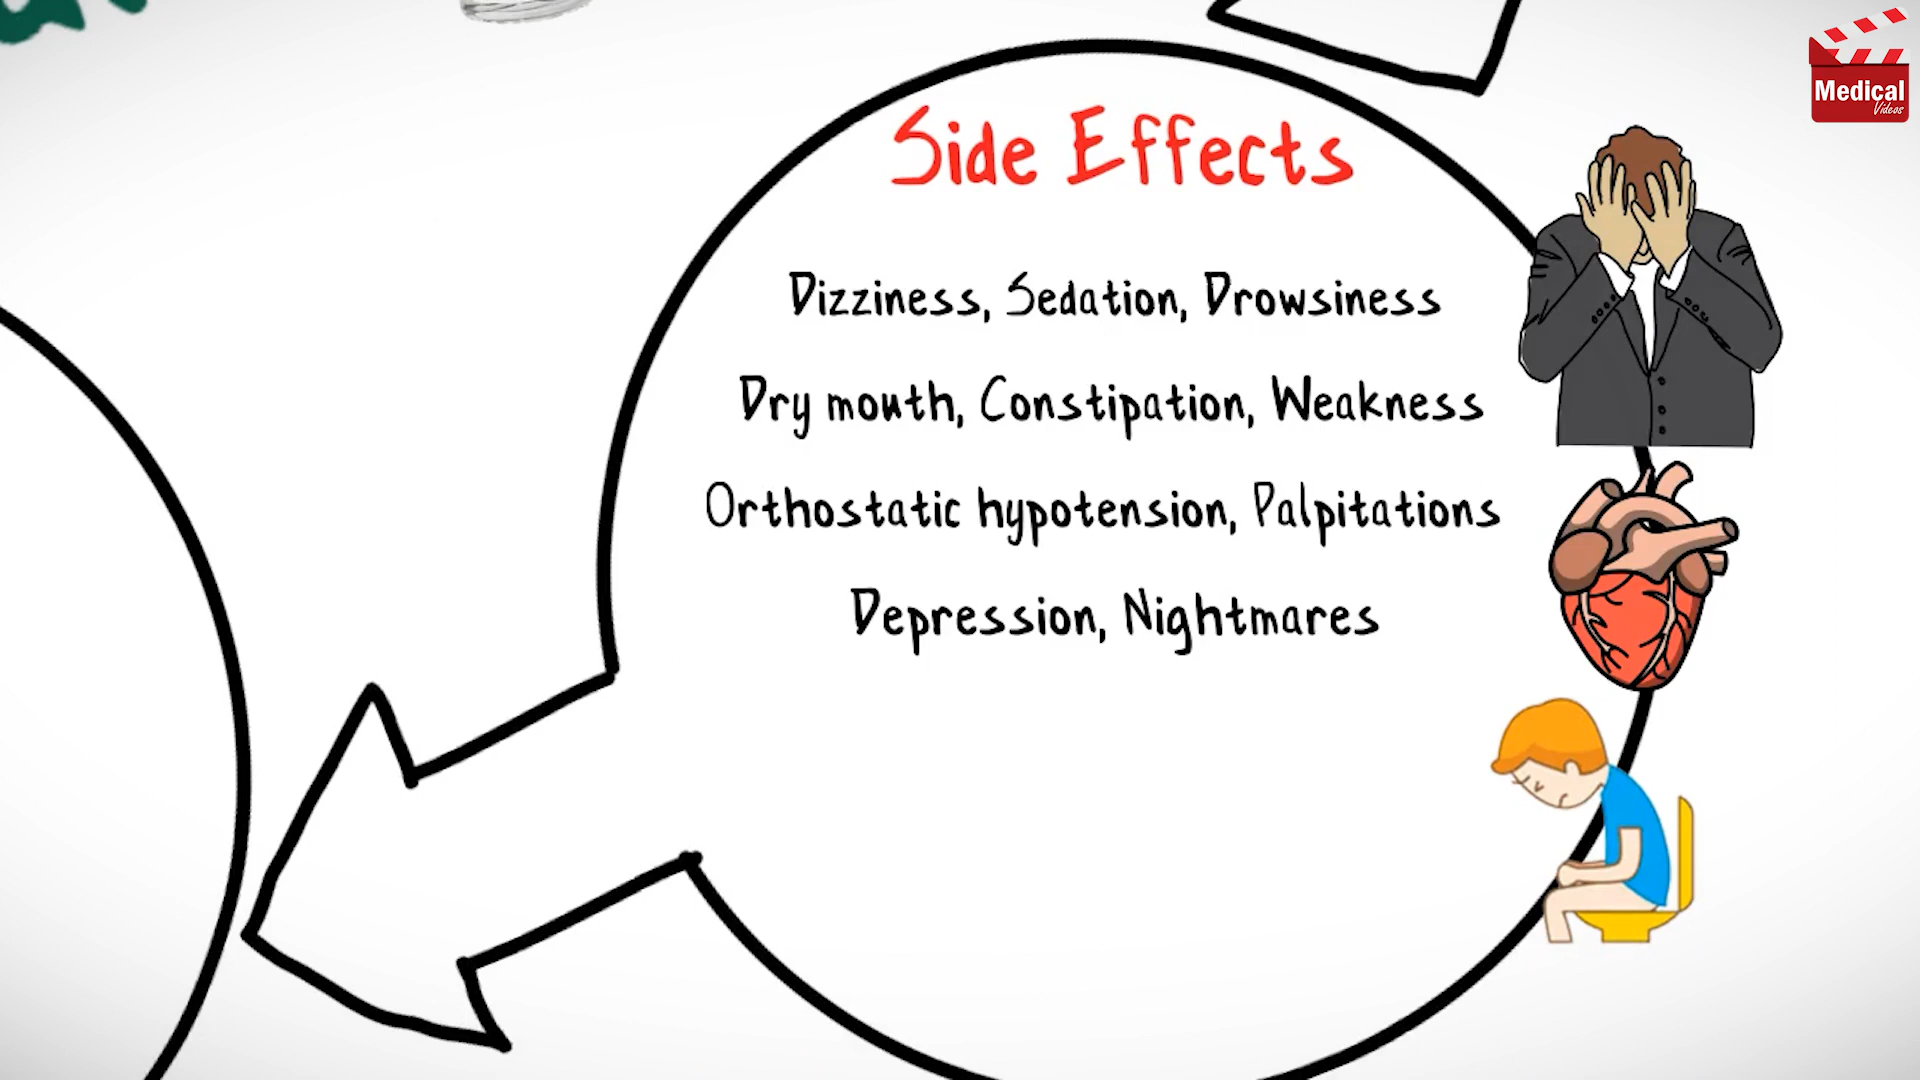 Medical
Videos
Side Effects
Dizziness, Sedation, Drowsiness
Dry mouth, Constipation, Weakness
Orthostatic hypotension, Palpitations
Depression, Nightmares